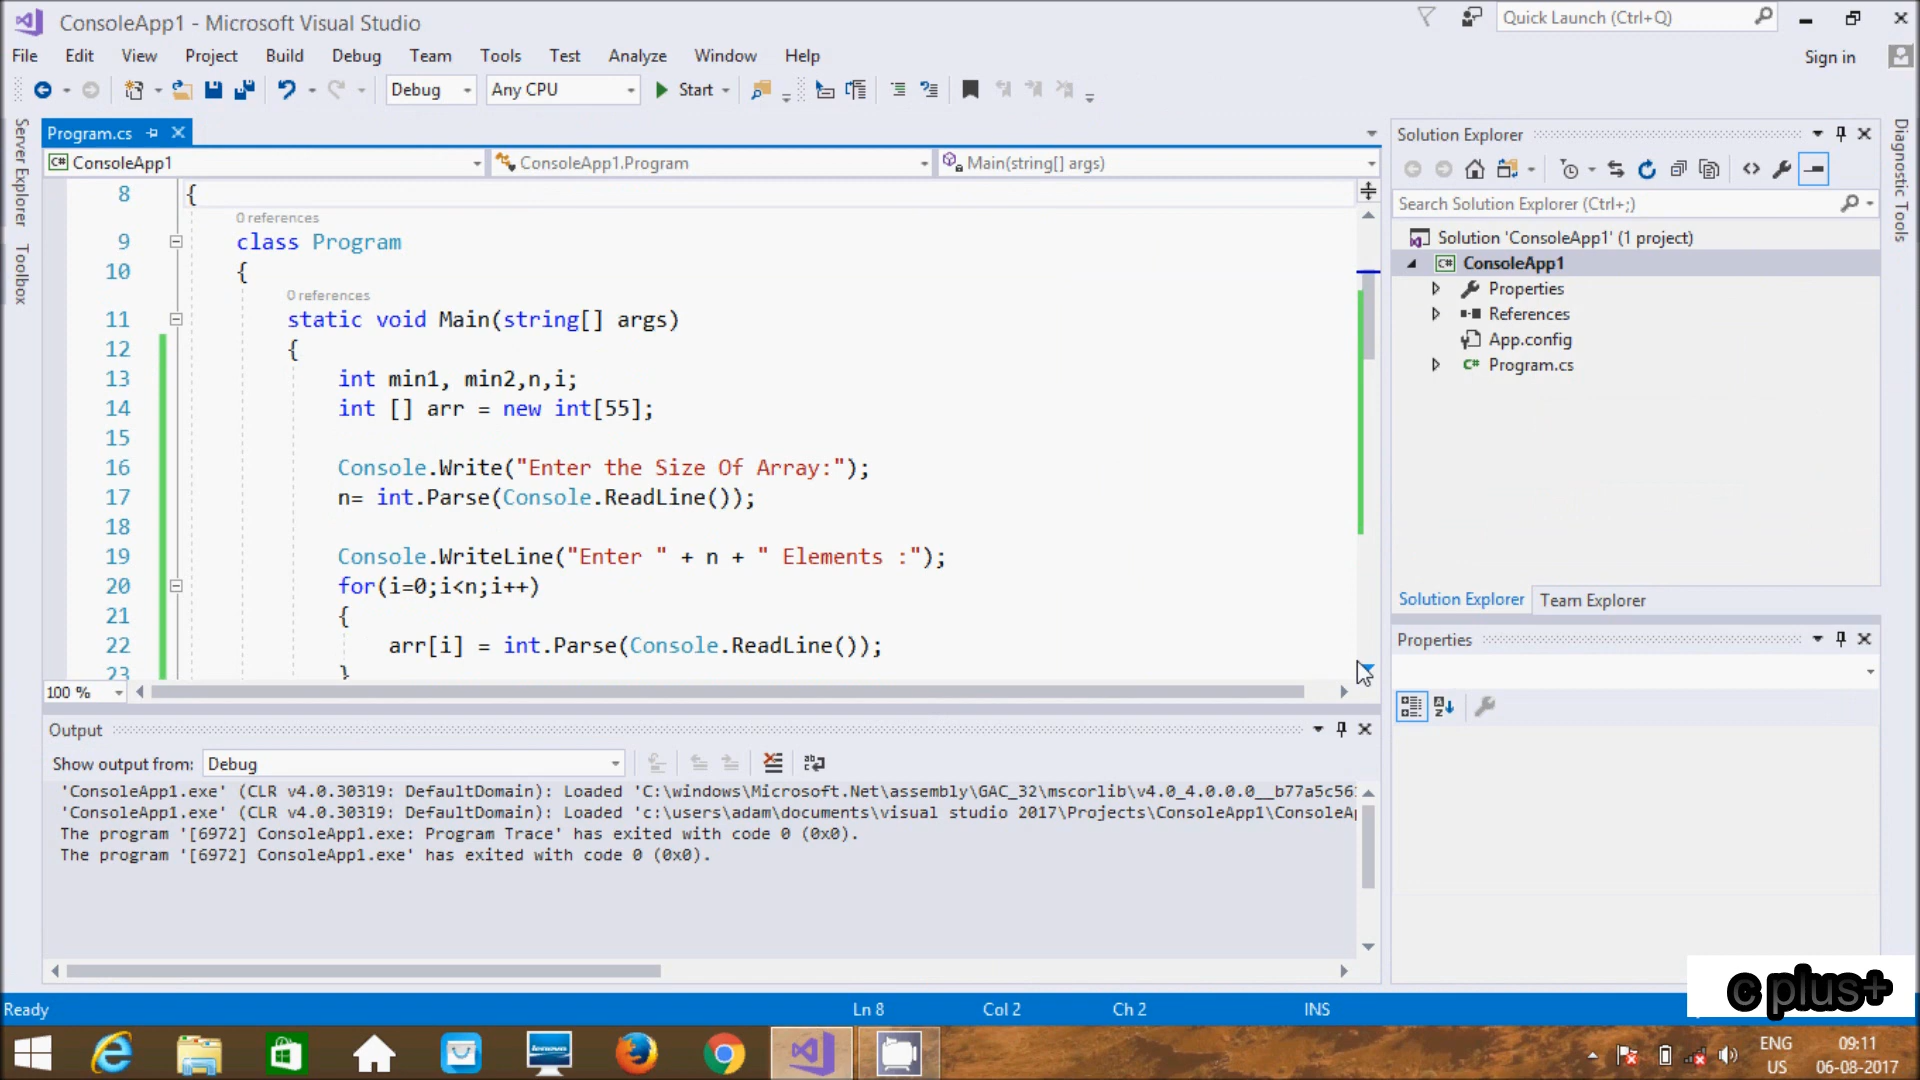 ConsoleApp1 - Microsoft Visual Studio
Quick Launch (Ctrl+Q)
File Edit View Project Build Debug Team Tools Test Analyze Window Help
Sign in
Debug Any CPU Start
Server Explorer
Toolbox
Program.cs
ConsoleApp1 ConsoleApp1.Program Main(string[] args)
8 {
0 references
9 class Program
10 {
0 references
11 static void Main(string[] args)
12 {
13 int min1, min2,n,i;
14 int [] arr = new int[55];
15
16 Console.Write("Enter the Size Of Array:");
17 n= int.Parse(Console.ReadLine());
18
19 Console.WriteLine("Enter " + n + " Elements :");
20 for(i=0;i<n;i++)
21 {
22 arr[i] = int.Parse(Console.ReadLine());
23 }
100 %
Output
Show output from: Debug
'ConsoleApp1.exe' (CLR v4.0.30319: DefaultDomain): Loaded 'C:\windows\Microsoft.Net\assembly\GAC_32\mscorlib\v4.0_4.0.0.0__b77a5c56
'ConsoleApp1.exe' (CLR v4.0.30319: DefaultDomain): Loaded 'c:\users\adam\documents\visual studio 2017\Projects\ConsoleApp1\ConsoleAp
The program '[6972] ConsoleApp1.exe: Program Trace' has exited with code 0 (0x0).
The program '[6972] ConsoleApp1.exe' has exited with code 0 (0x0).
Solution Explorer
Search Solution Explorer (Ctrl+;)
Solution 'ConsoleApp1' (1 project)
ConsoleApp1
Properties
References
App.config
Program.cs
Solution Explorer Team Explorer
Properties
Diagnostic Tools
c plus+
Ready Ln 8 Col 2 Ch 2 INS
ENG 09:11
US 06-08-2017